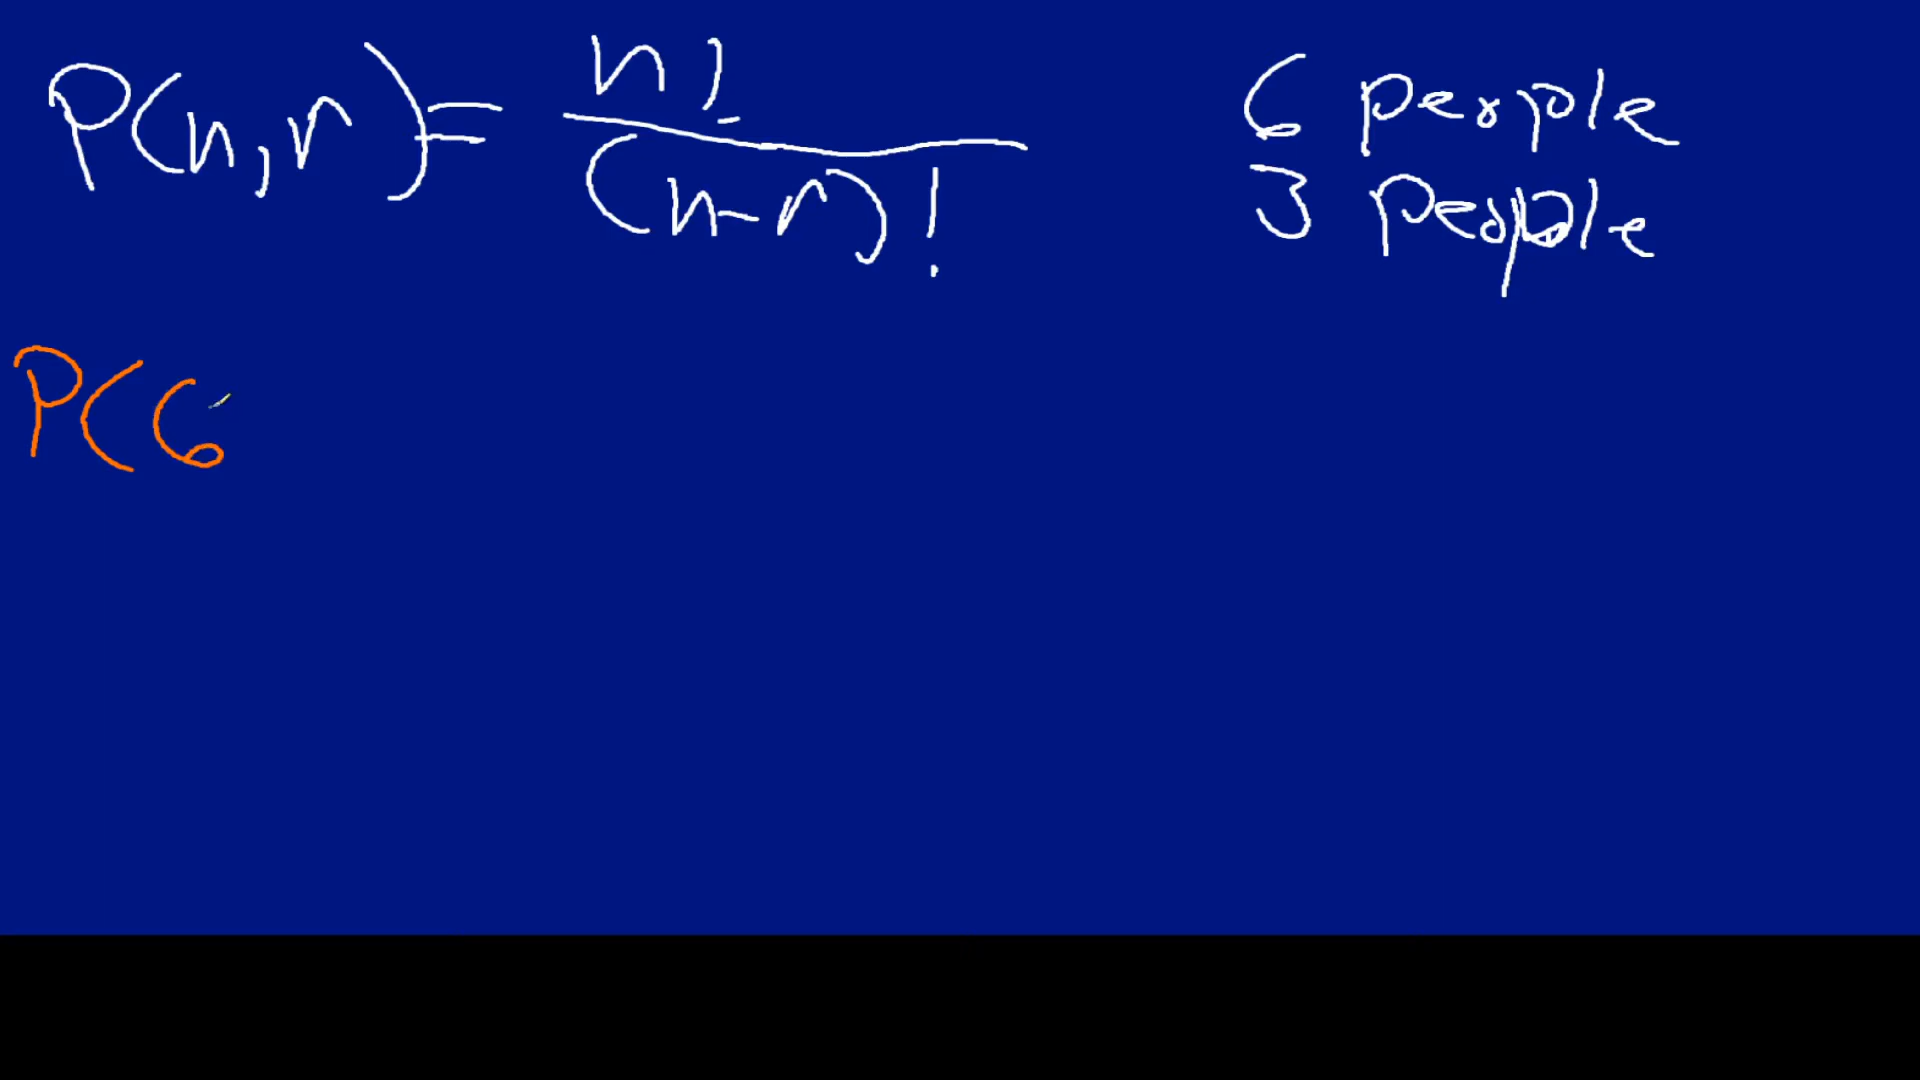 P(n,r) = n! / (n-r)!
6 people
3 people
P(6